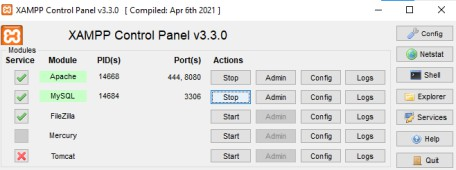 XAMPP Control Panel v3.3.0 [ Compiled: Apr 6th 2021 ]
XAMPP Control Panel v3.3.0
Config
Modules
Service Module PID(s) Port(s) Actions
Netstat
Apache 14668 444, 8080 Stop Admin Config Logs
Shell
MySQL 14684 3306 Stop Admin Config Logs
Explorer
FileZilla Start Admin Config Logs
Services
Mercury Start Admin Config Logs
Help
Tomcat Start Admin Config Logs
Quit